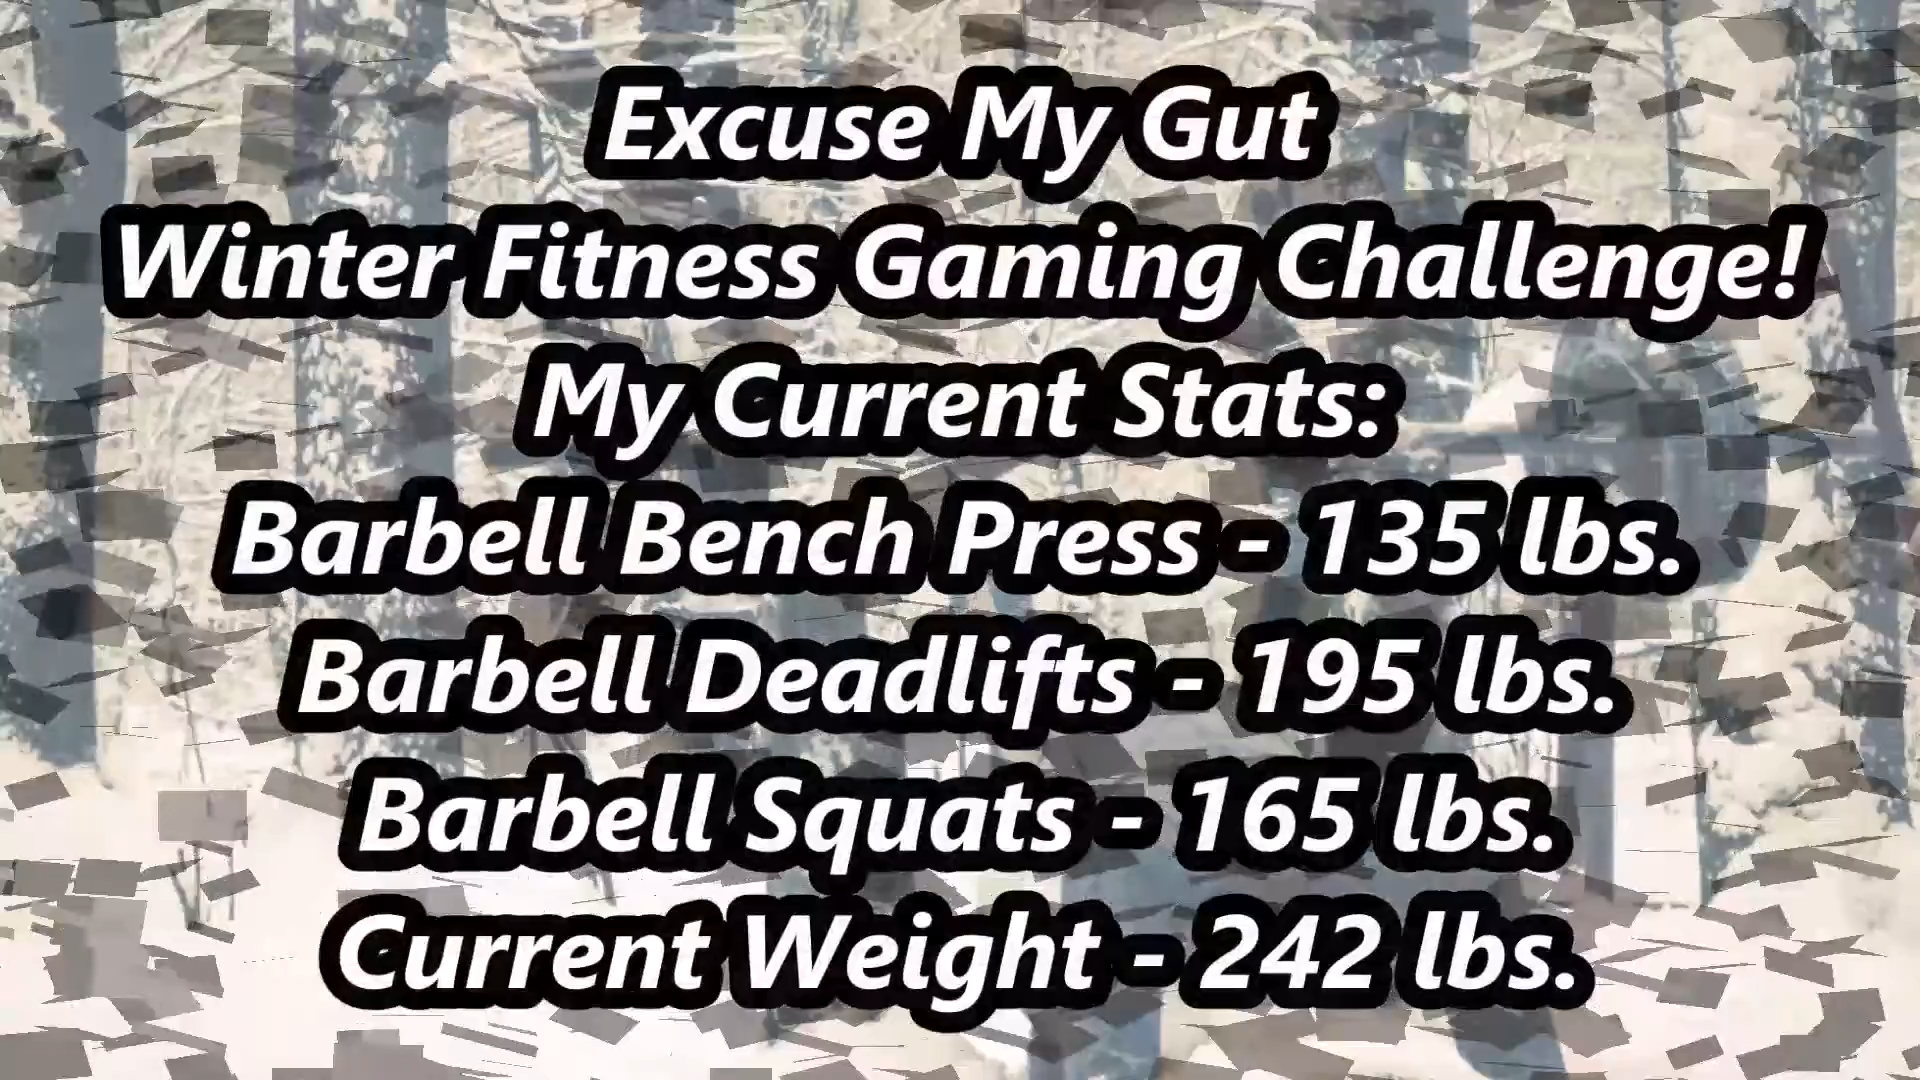 Excuse My Gut
Winter Fitness Gaming Challenge!
My Current Stats:
Barbell Bench Press - 135 lbs.
Barbell Deadlifts - 195 lbs.
Barbell Squats - 165 lbs.
Current Weight - 242 lbs.